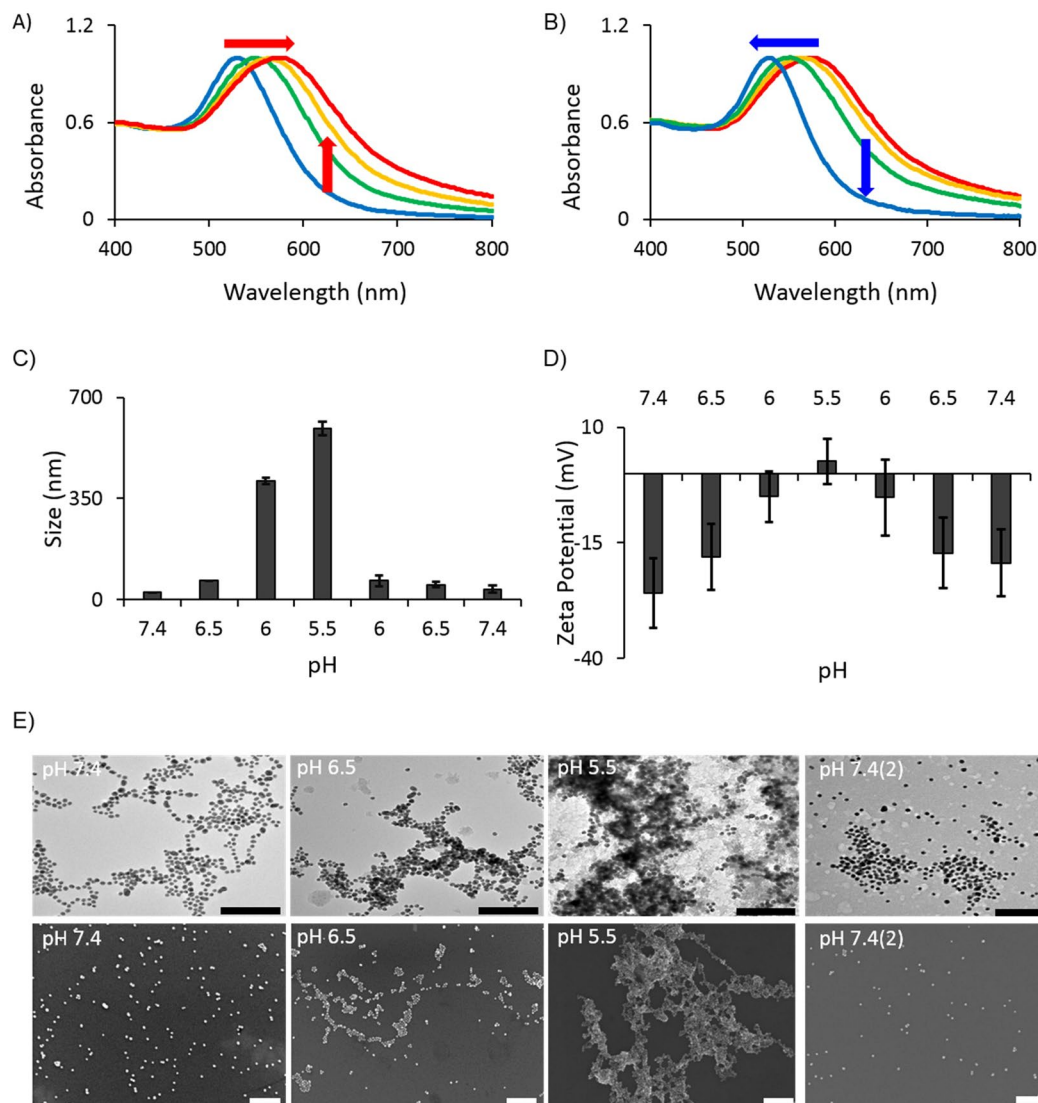 A)
1.2
0.6
0
Absorbance
400 500 600 700 800
Wavelength (nm)
B)
1.2
0.6
0
Absorbance
400 500 600 700 800
Wavelength (nm)
C)
700
350
0
Size (nm)
7.4 6.5 6 5.5 6 6.5 7.4
pH
D)
7.4 6.5 6 5.5 6 6.5 7.4
10
-15
-40
Zeta Potential (mV)
pH
E)
pH 7.4 pH 6.5 pH 5.5 pH 7.4(2)
pH 7.4 pH 6.5 pH 5.5 pH 7.4(2)